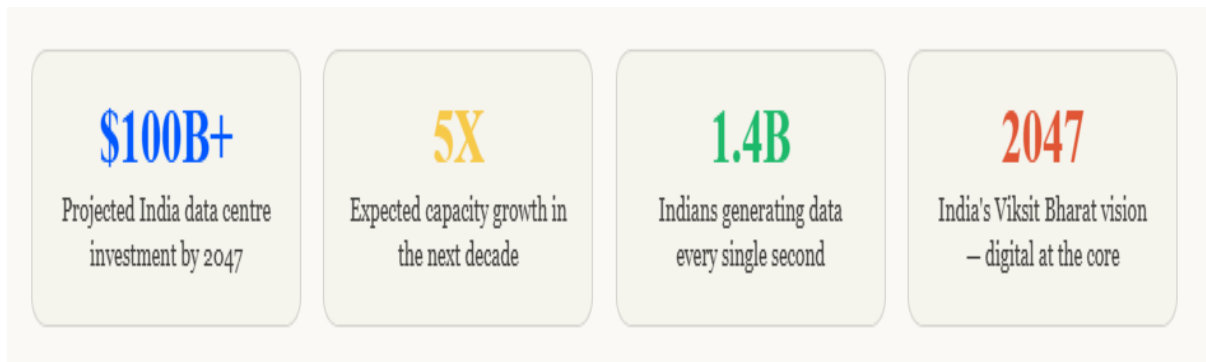 $100B+
Projected India data centre
investment by 2047
5X
Expected capacity growth in
the next decade
1.4B
Indians generating data
every single second
2047
India's Viksit Bharat vision
— digital at the core